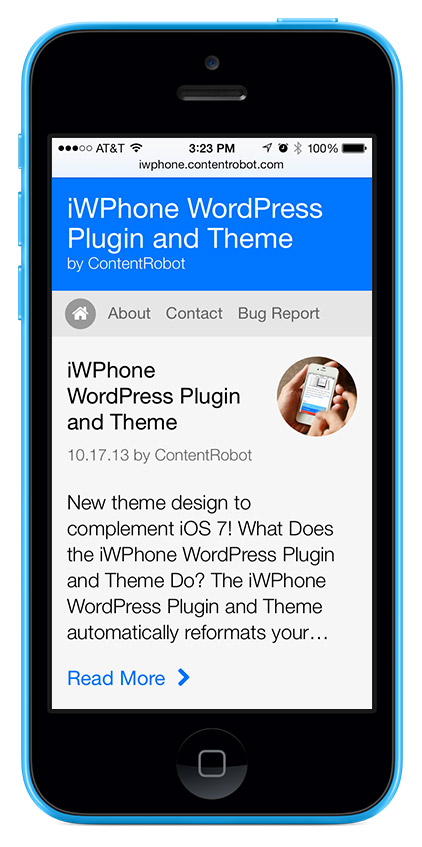 AT&T 3:23 PM 100%
iwphone.contentrobot.com
iWPhone WordPress
Plugin and Theme
by ContentRobot
About Contact Bug Report
iWPhone
WordPress Plugin
and Theme
10.17.13 by ContentRobot
New theme design to
complement iOS 7! What Does
the iWPhone WordPress Plugin
and Theme Do? The iWPhone
WordPress Plugin and Theme
automatically reformats your…
Read More